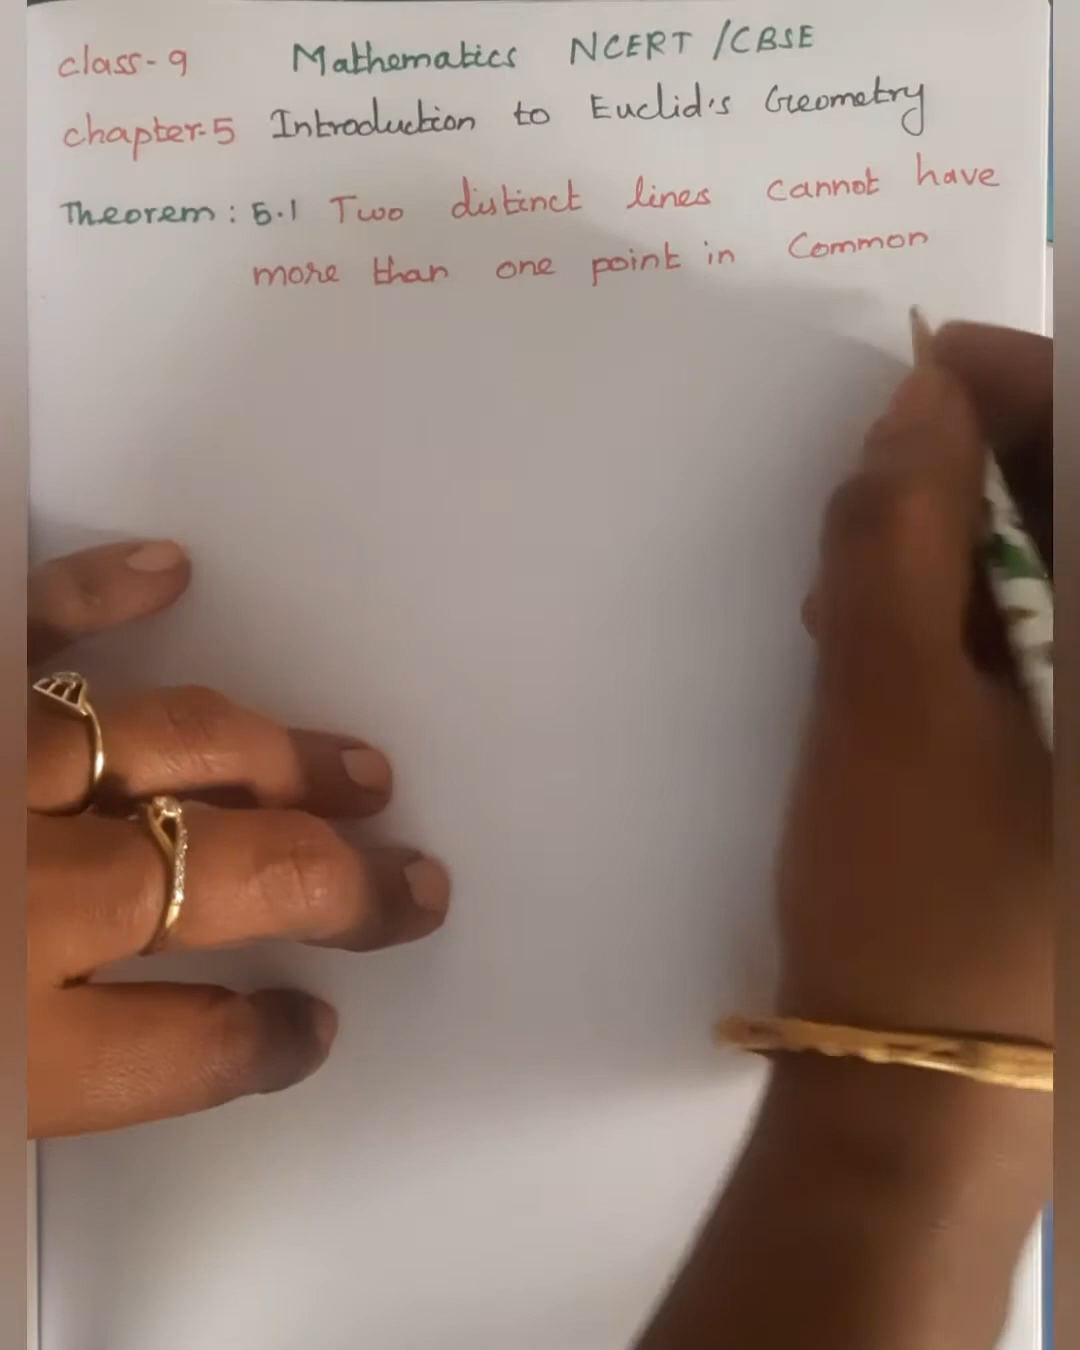 class-9 Mathematics NCERT /CBSE
chapter-5 Introduction to Euclid's Geometry
Theorem: 5.1 Two distinct lines cannot have
more than one point in Common